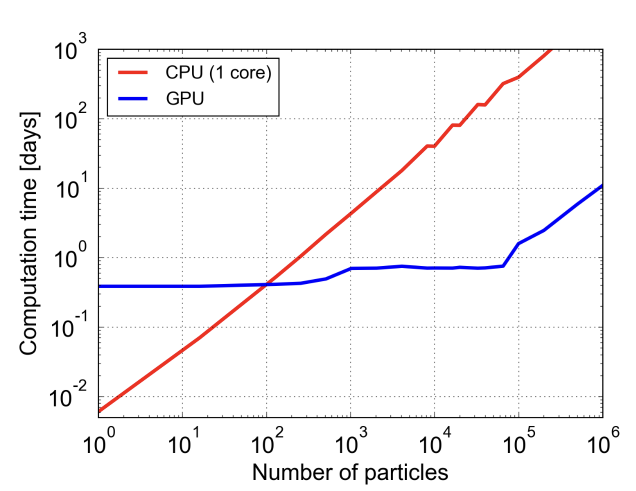 10^3
10^2
10^1
10^0
10^-1
10^-2
Computation time [days]
CPU (1 core)
GPU
10^0 10^1 10^2 10^3 10^4 10^5 10^6
Number of particles